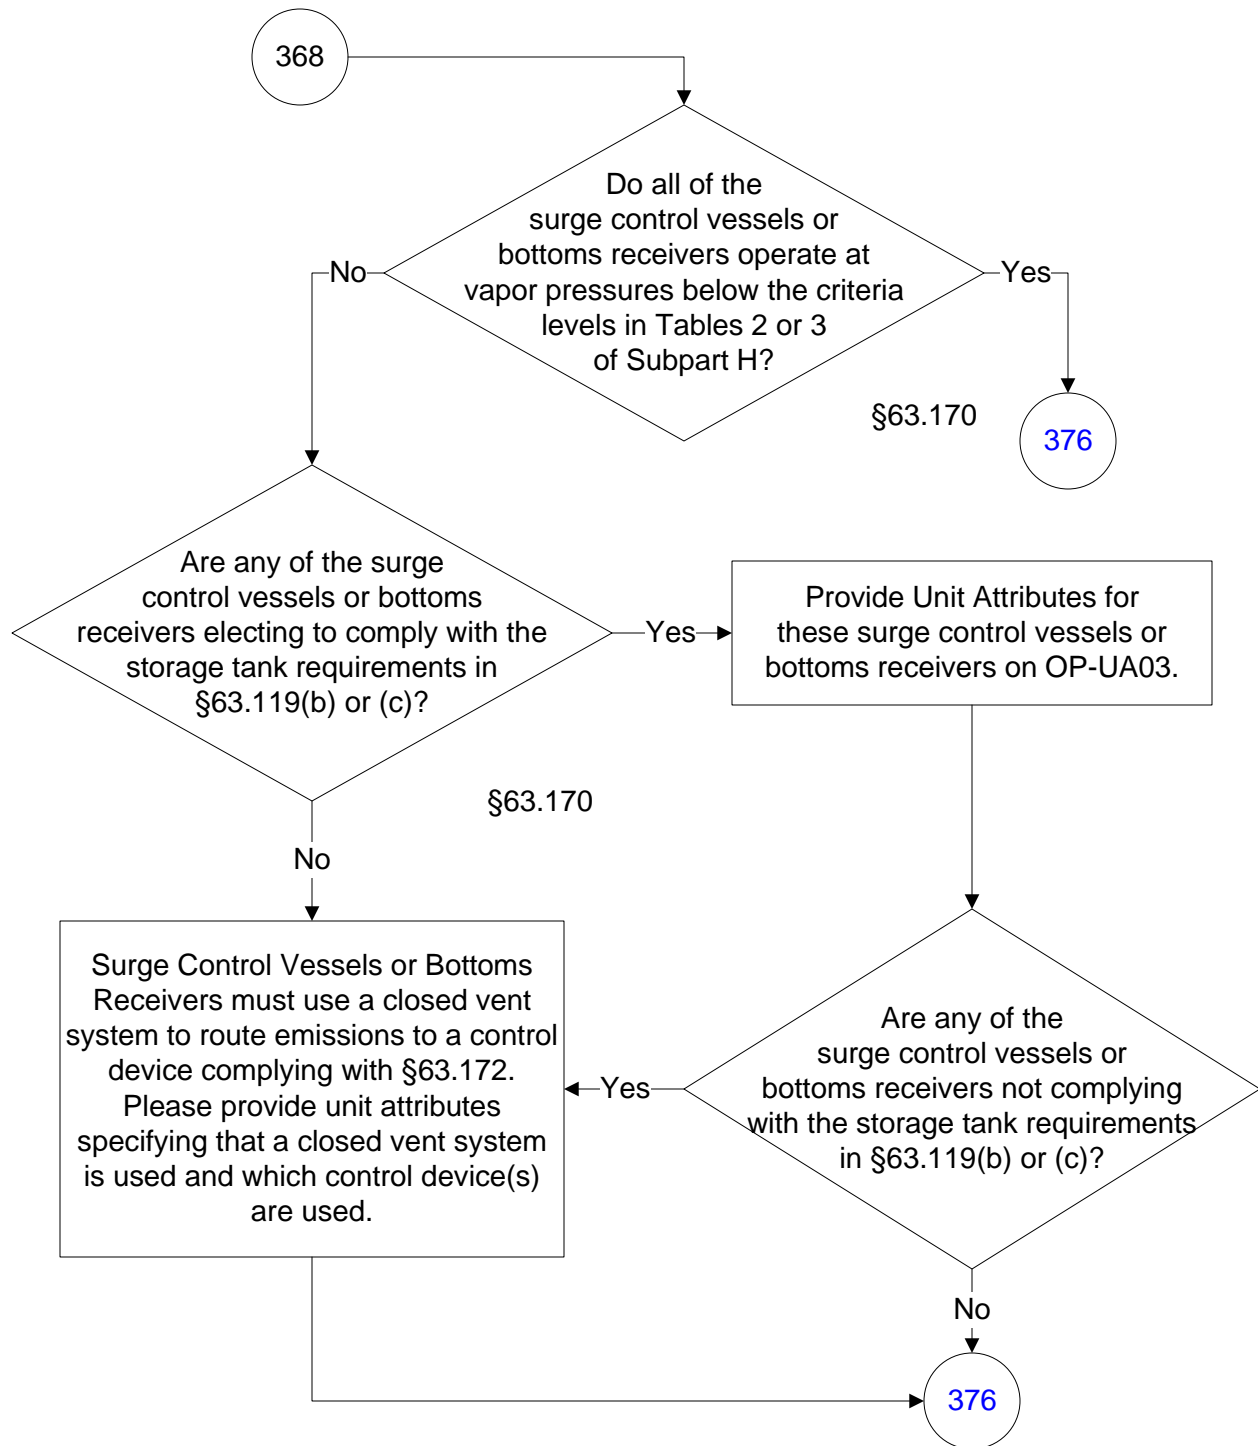 368
Do all of the
surge control vessels or
bottoms receivers operate at
vapor pressures below the criteria
levels in Tables 2 or 3
of Subpart H?
No
Yes
§63.170
376
Are any of the surge
control vessels or bottoms
receivers electing to comply with the
storage tank requirements in
§63.119(b) or (c)?
Yes
Provide Unit Attributes for
these surge control vessels or
bottoms receivers on OP-UA03.
§63.170
No
Surge Control Vessels or Bottoms
Receivers must use a closed vent
system to route emissions to a control
device complying with §63.172.
Please provide unit attributes
specifying that a closed vent system
is used and which control device(s)
are used.
Yes
Are any of the
surge control vessels or
bottoms receivers not complying
with the storage tank requirements
in §63.119(b) or (c)?
No
376